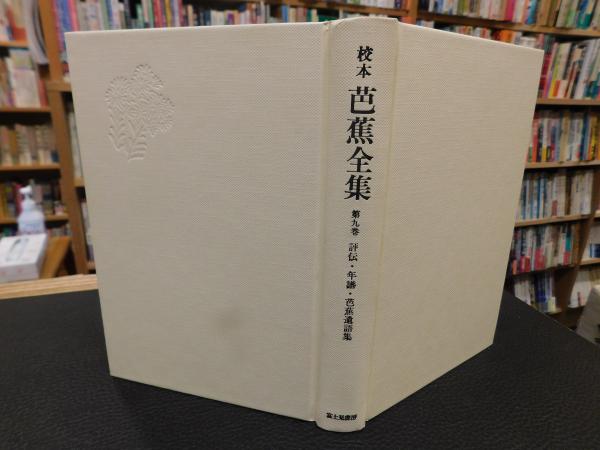 校本
芭蕉全集
第九巻
評伝・年譜・芭蕉遺語集
富士見書房